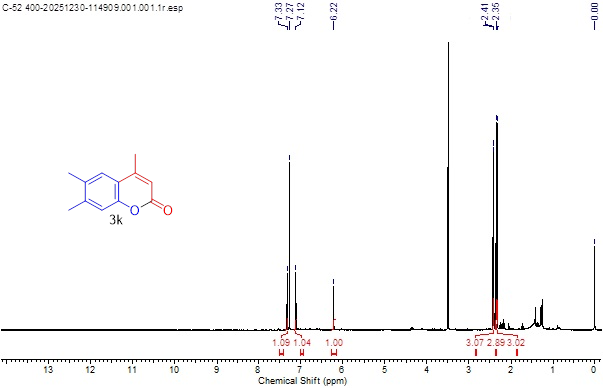 C-52 400-20251230-114909.001.001.1r.esp
7.33
7.27
7.12
6.22
2.41
2.35
0.00
O
O
3k
1.09 1.04 1.00 3.07 2.89 3.02
13 12 11 10 9 8 7 6 5 4 3 2 1 0
Chemical Shift (ppm)